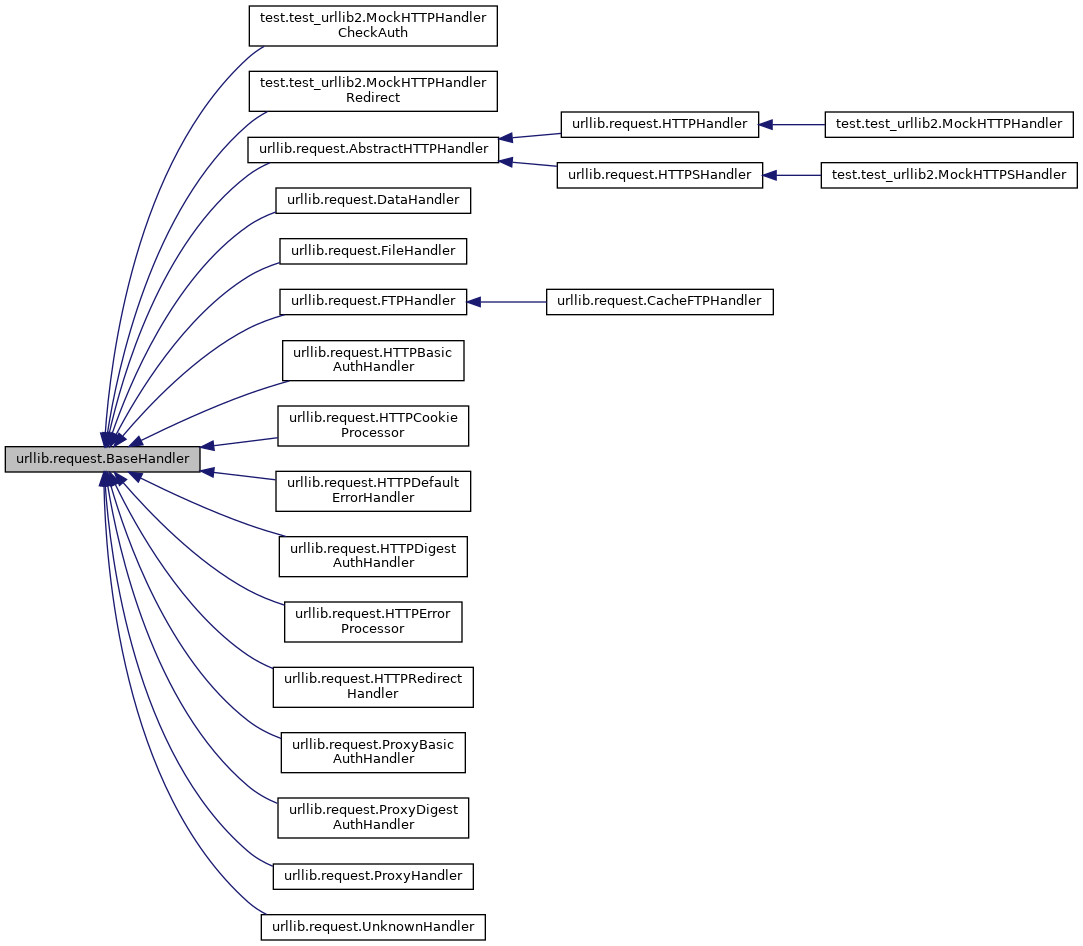 test.test_urllib2.MockHTTPHandler
CheckAuth
test.test_urllib2.MockHTTPHandler
Redirect
urllib.request.HTTPHandler
test.test_urllib2.MockHTTPHandler
urllib.request.AbstractHTTPHandler
urllib.request.HTTPSHandler
test.test_urllib2.MockHTTPSHandler
urllib.request.DataHandler
urllib.request.FileHandler
urllib.request.FTPHandler
urllib.request.CacheFTPHandler
urllib.request.HTTPBasic
AuthHandler
urllib.request.HTTPCookie
Processor
urllib.request.BaseHandler
urllib.request.HTTPDefault
ErrorHandler
urllib.request.HTTPDigest
AuthHandler
urllib.request.HTTPError
Processor
urllib.request.HTTPRedirect
Handler
urllib.request.ProxyBasic
AuthHandler
urllib.request.ProxyDigest
AuthHandler
urllib.request.ProxyHandler
urllib.request.UnknownHandler